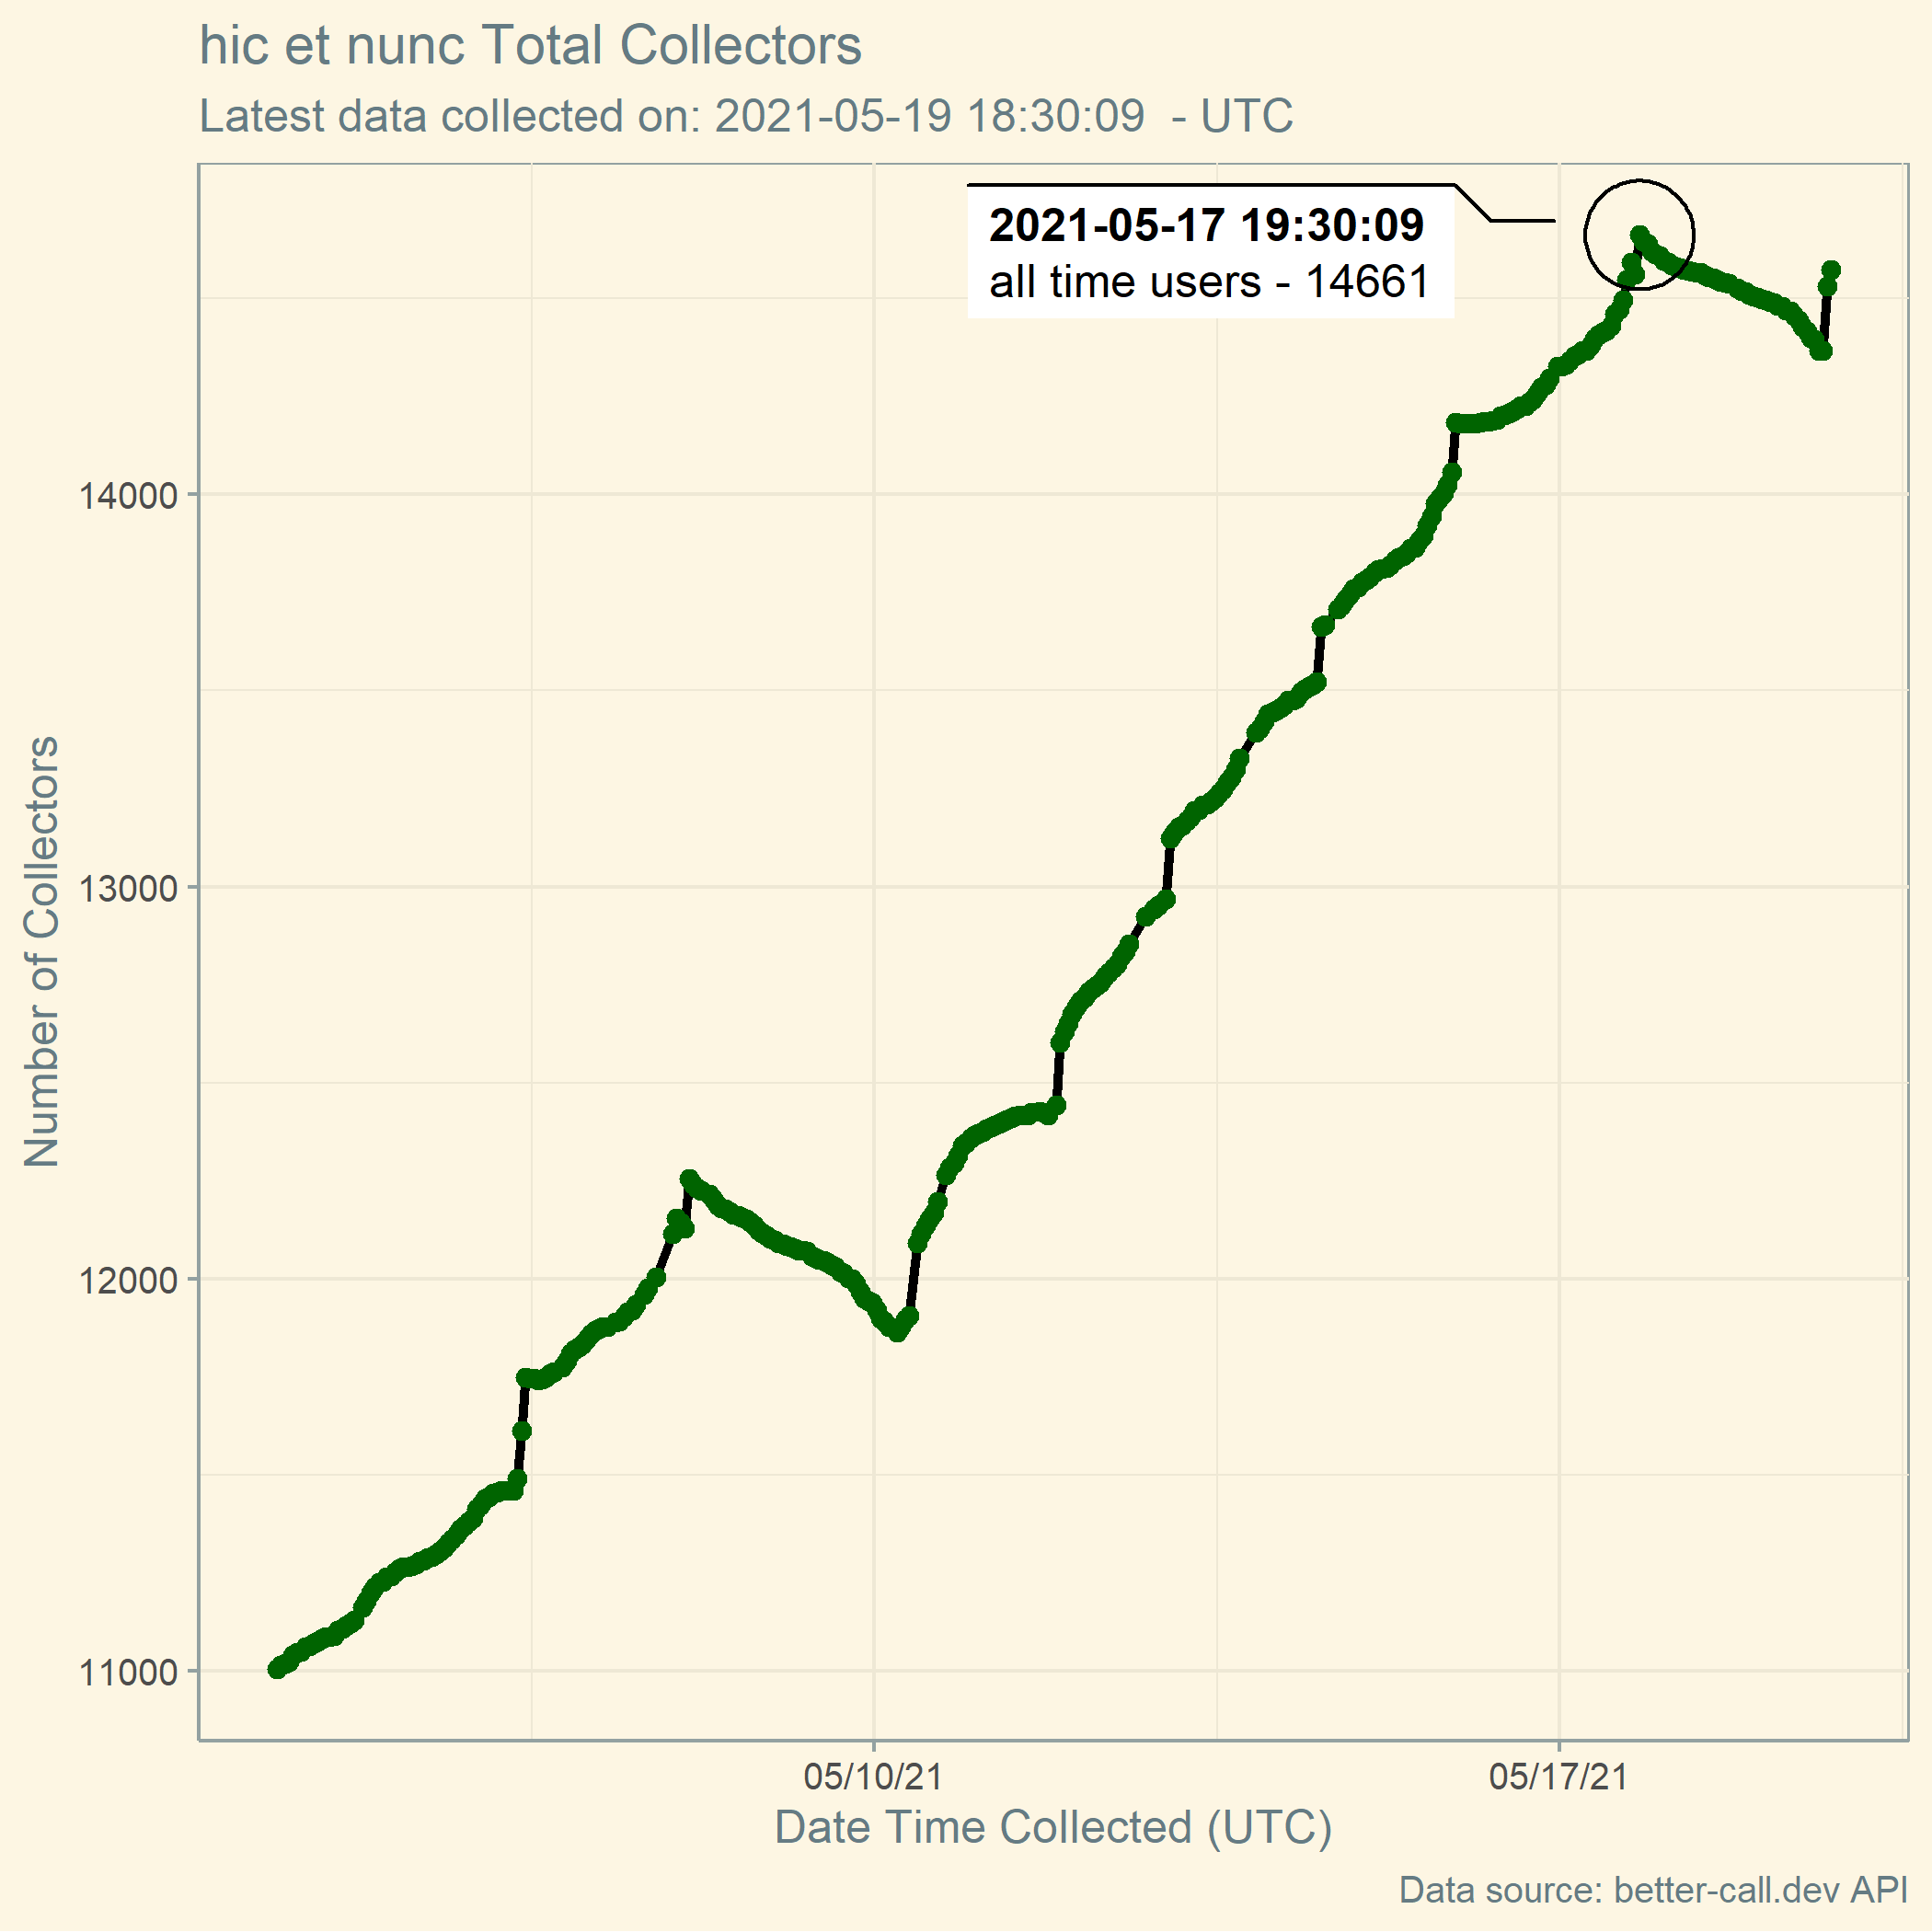 hic et nunc Total Collectors
Latest data collected on: 2021-05-19 18:30:09  - UTC
2021-05-17 19:30:09
all time users - 14661
Number of Collectors
14000
13000
12000
11000
05/10/21
05/17/21
Date Time Collected (UTC)
Data source: better-call.dev API